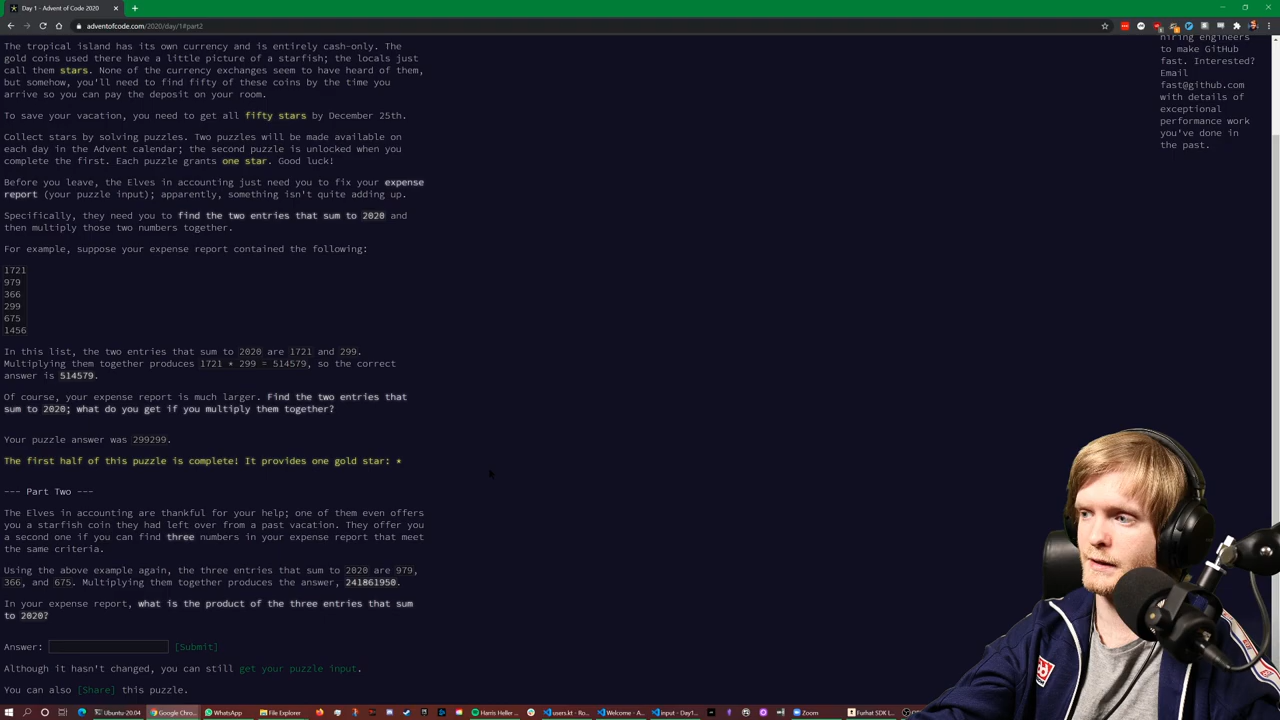 Day 1 - Advent of Code 2020
adventofcode.com/2020/day/1#part2
The tropical island has its own currency and is entirely cash-only. The
gold coins used there have a little picture of a starfish; the locals just
call them stars. None of the currency exchanges seem to have heard of them,
but somehow, you'll need to find fifty of these coins by the time you
arrive so you can pay the deposit on your room.
To save your vacation, you need to get all fifty stars by December 25th.
Collect stars by solving puzzles. Two puzzles will be made available on
each day in the Advent calendar; the second puzzle is unlocked when you
complete the first. Each puzzle grants one star. Good luck!
Before you leave, the Elves in accounting just need you to fix your expense
report (your puzzle input); apparently, something isn't quite adding up.
Specifically, they need you to find the two entries that sum to 2020 and
then multiply those two numbers together.
For example, suppose your expense report contained the following:
1721
979
366
299
675
1456
In this list, the two entries that sum to 2020 are 1721 and 299.
Multiplying them together produces 1721 * 299 = 514579, so the correct
answer is 514579.
Of course, your expense report is much larger. Find the two entries that
sum to 2020; what do you get if you multiply them together?
Your puzzle answer was 299299.
The first half of this puzzle is complete! It provides one gold star: *
--- Part Two ---
The Elves in accounting are thankful for your help; one of them even offers
you a starfish coin they had left over from a past vacation. They offer you
a second one if you can find three numbers in your expense report that meet
the same criteria.
Using the above example again, the three entries that sum to 2020 are 979,
366, and 675. Multiplying them together produces the answer, 241861950.
In your expense report, what is the product of the three entries that sum
to 2020?
Answer: [Submit]
Although it hasn't changed, you can still get your puzzle input.
You can also [Share] this puzzle.
hiring engineers
to make GitHub
fast. Interested?
Email
fast@github.com
with details of
exceptional
performance work
you've done in
the past.
Ubuntu-20.04
Google Chro...
WhatsApp
File Explorer
Harris Heller ...
users.kt - Ro...
Welcome - A...
input - Day1...
Zoom
Furhat SDK L...